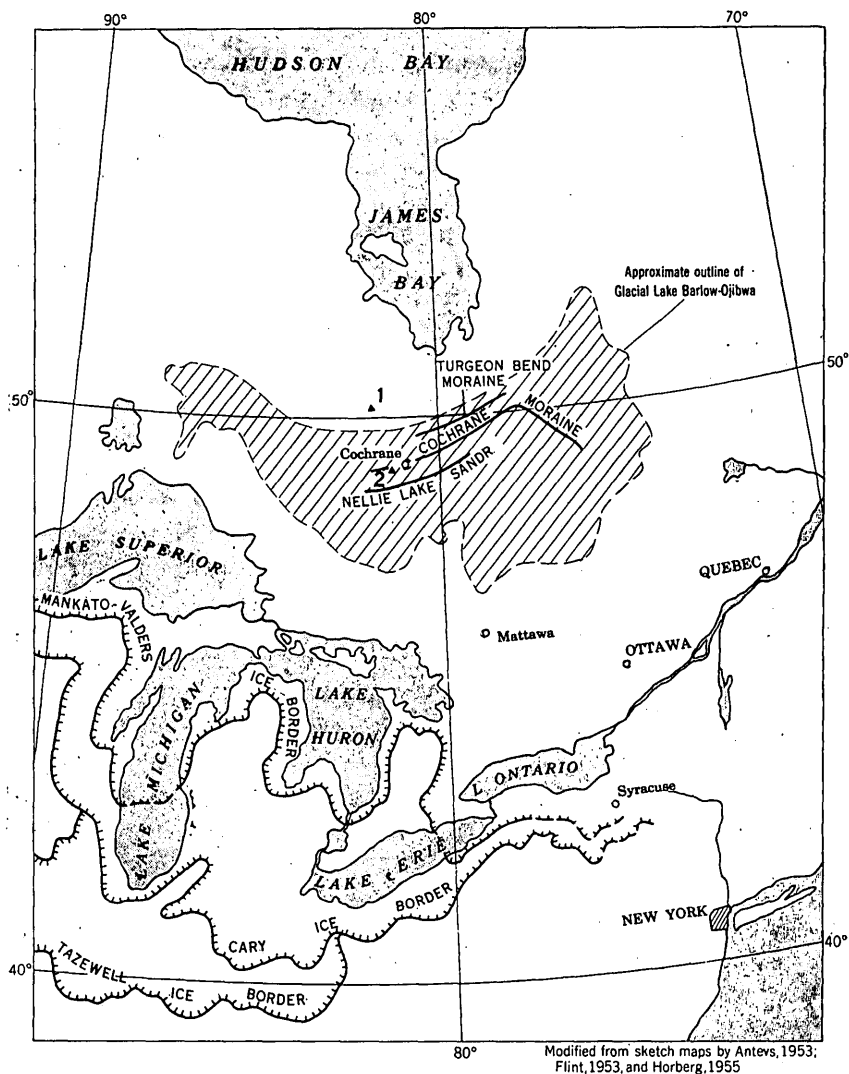 90°
80°
70°
HUDSON BAY
JAMES
BAY
Approximate outline of
Glacial Lake Barlow-Ojibwa
TURGEON BEND
MORAINE
50°
50°
1
MORAINE
Cochrane
COCHRANE
2
NELLIE LAKE SANDR
LAKE SUPERIOR
QUEBEC
MANKATO-VALDERS
Mattawa
OTTAWA
ICE
BORDER
LAKE
HURON
LAKE MICHIGAN
L. ONTARIO
Syracuse
LAKE ERIE
NEW YORK
CARY ICE BORDER
40°
40°
TAZEWELL ICE BORDER
80°
Modified from sketch maps by Antevs, 1953;
Flint, 1953, and Horberg, 1955